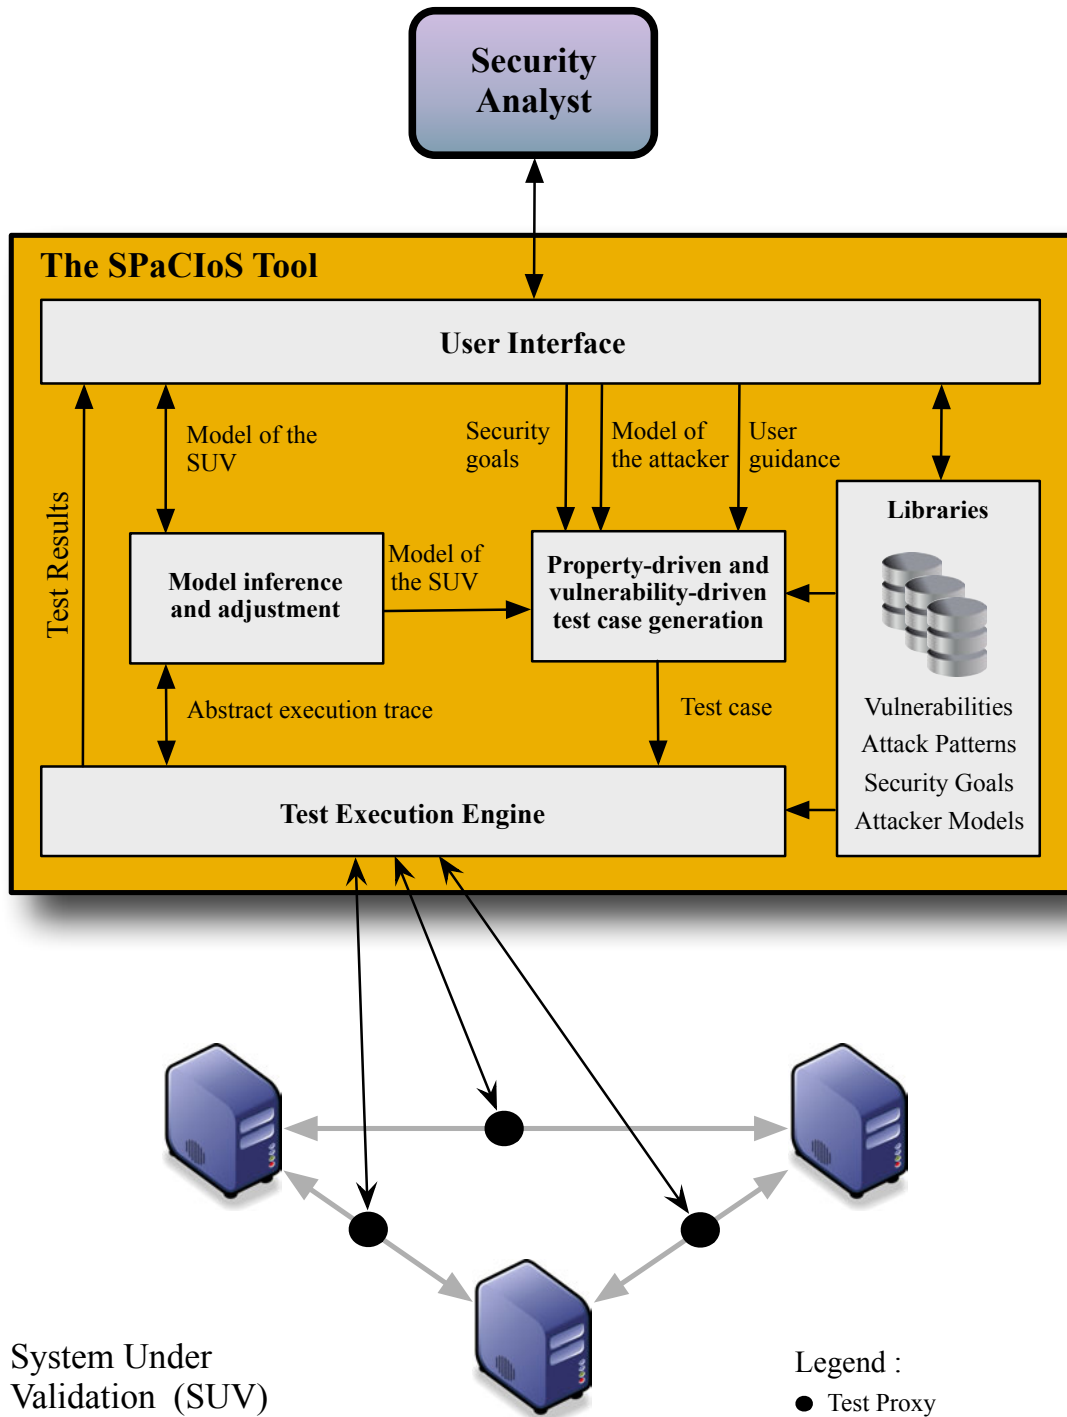 Security
Analyst
The SPaCIoS Tool
User Interface
Test Results
Model of the
SUV
Security
goals
Model of
the attacker
User
guidance
Libraries
Model inference
and adjustment
Model of
the SUV
Property-driven and
vulnerability-driven
test case generation
Abstract execution trace
Test case
Vulnerabilities
Attack Patterns
Security Goals
Attacker Models
Test Execution Engine
System Under
Validation (SUV)
Legend :
Test Proxy